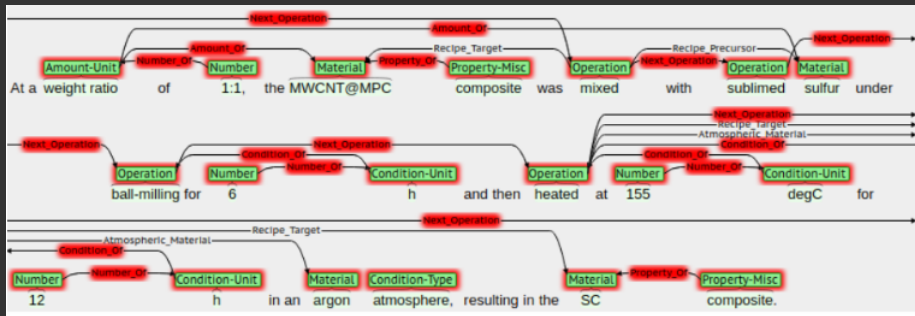 Next_Operation
Amount_Of
Amount_Of Recipe_Target Recipe_Precursor Next_Operation
Number_Of Property_Of Next_Operation
Amount-Unit Number Material Property-Misc Operation Operation Material
At a weight ratio of 1:1, the MWCNT@MPC composite was mixed with sublimed sulfur under
Next_Operation
Recipe_Target
Atmospheric_Material
Next_Operation Next_Operation Condition_Of
Condition_Of Condition_Of
Number_Of Number_Of
Operation Number Condition-Unit Operation Number Condition-Unit
ball-milling for 6 h and then heated at 155 degC for
Next_Operation
Recipe_Target
Atmospheric_Material
Condition_Of
Number_Of Property_Of
Number Condition-Unit Material Condition-Type Material Property-Misc
12 h in an argon atmosphere, resulting in the SC composite.